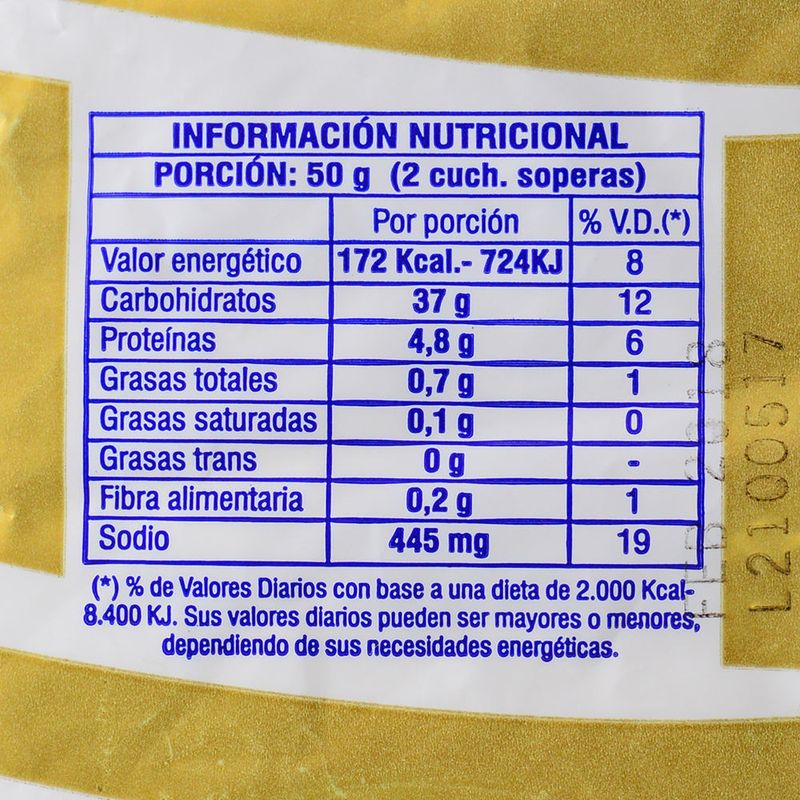 INFORMACIÓN NUTRICIONAL
PORCIÓN: 50 g (2 cuch. soperas)
Por porción % V.D.(*)
Valor energético 172 Kcal.- 724KJ 8
Carbohidratos 37 g 12
Proteínas 4,8 g 6
Grasas totales 0,7 g 1
Grasas saturadas 0,1 g 0
Grasas trans 0 g -
Fibra alimentaria 0,2 g 1
Sodio 445 mg 19
(*) % de Valores Diarios con base a una dieta de 2.000 Kcal-
8.400 KJ. Sus valores diarios pueden ser mayores o menores,
dependiendo de sus necesidades energéticas.
FEB 2018
L2100517